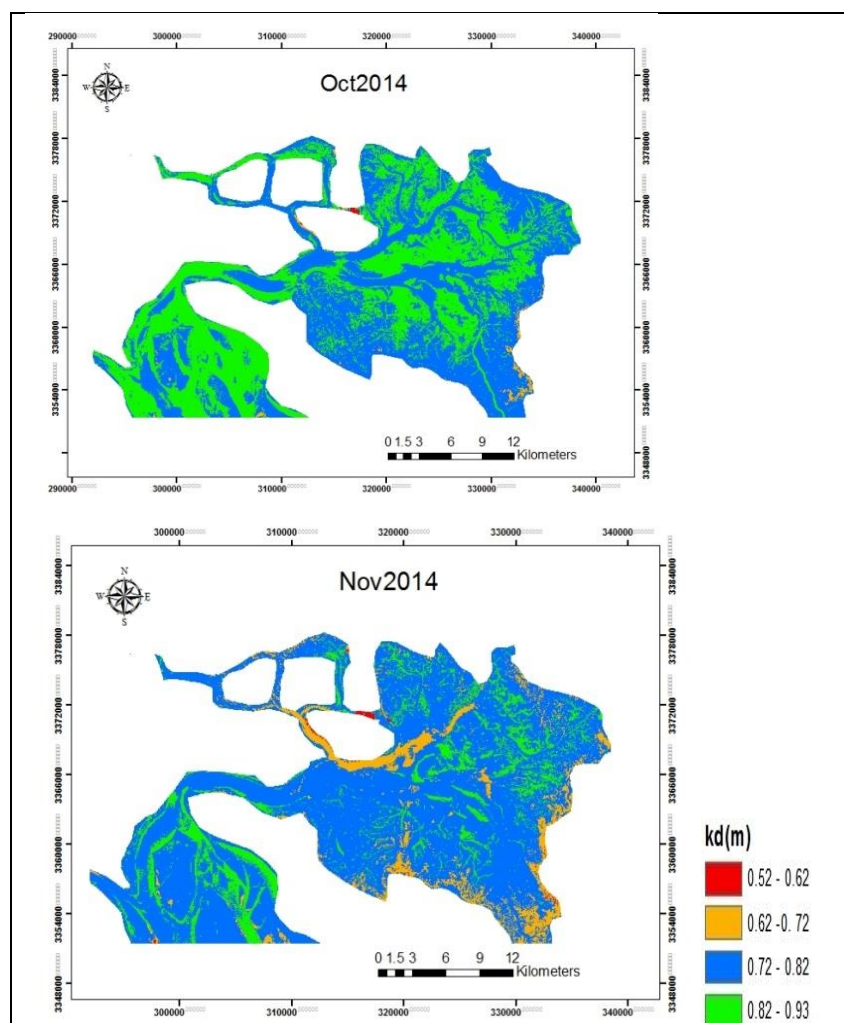 290000 300000 310000 320000 330000 340000
Oct2014
N
W E
S
3384000 3384000
3378000 3378000
3372000 3372000
3366000 3366000
3360000 3360000
3354000 3354000
3348000 3348000
0 1.5 3 6 9 12
Kilometers
290000 300000 310000 320000 330000 340000
300000 310000 320000 330000 340000
Nov2014
N
W E
S
3384000 3384000
3378000 3378000
3372000 3372000
3366000 3366000
3360000 3360000
3354000 3354000
3348000 3348000
0 1.5 3 6 9 12
Kilometers
300000 310000 320000 330000 340000
kd(m)
0.52 - 0.62
0.62 - 0.72
0.72 - 0.82
0.82 - 0.93